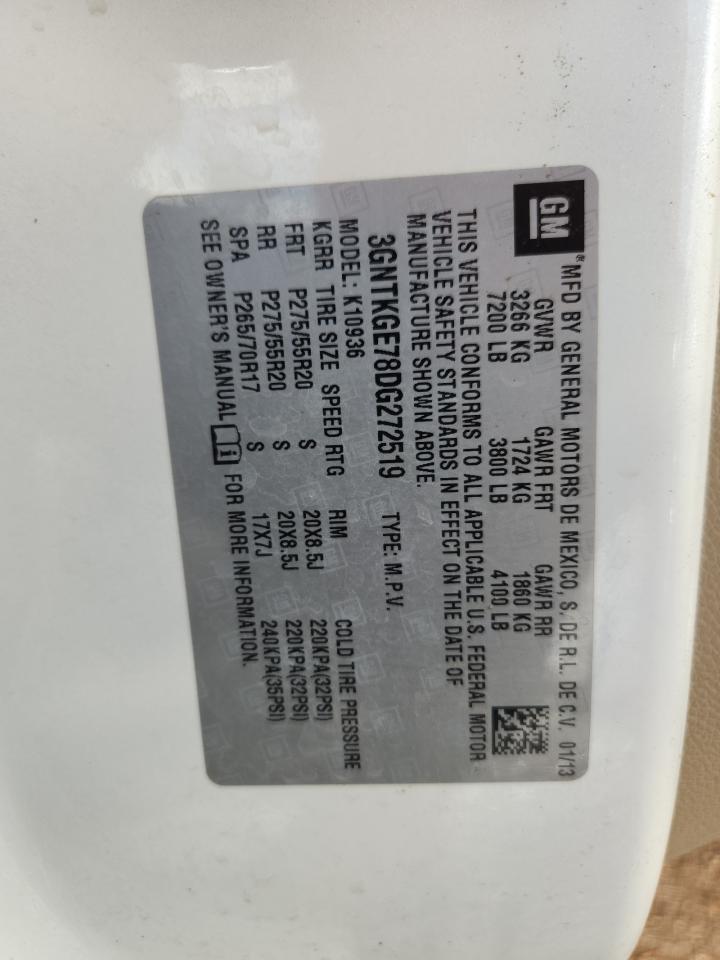 GM
® MFD BY GENERAL MOTORS DE MEXICO, S. DE R.L. DE C.V. 01/13
GVWR GAWR FRT GAWR RR
3266 KG 1724 KG 1860 KG
7200 LB 3800 LB 4100 LB
THIS VEHICLE CONFORMS TO ALL APPLICABLE U.S. FEDERAL MOTOR
VEHICLE SAFETY STANDARDS IN EFFECT ON THE DATE OF
MANUFACTURE SHOWN ABOVE.
3GNTKGE78DG272519 TYPE: M.P.V.
MODEL: K10936
KGRR TIRE SIZE SPEED RTG RIM COLD TIRE PRESSURE
FRT P275/55R20 S 20X8.5J 220KPA(32PSI)
RR P275/55R20 S 20X8.5J 220KPA(32PSI)
SPA P265/70R17 S 17X7J 240KPA(35PSI)
SEE OWNER'S MANUAL FOR MORE INFORMATION.